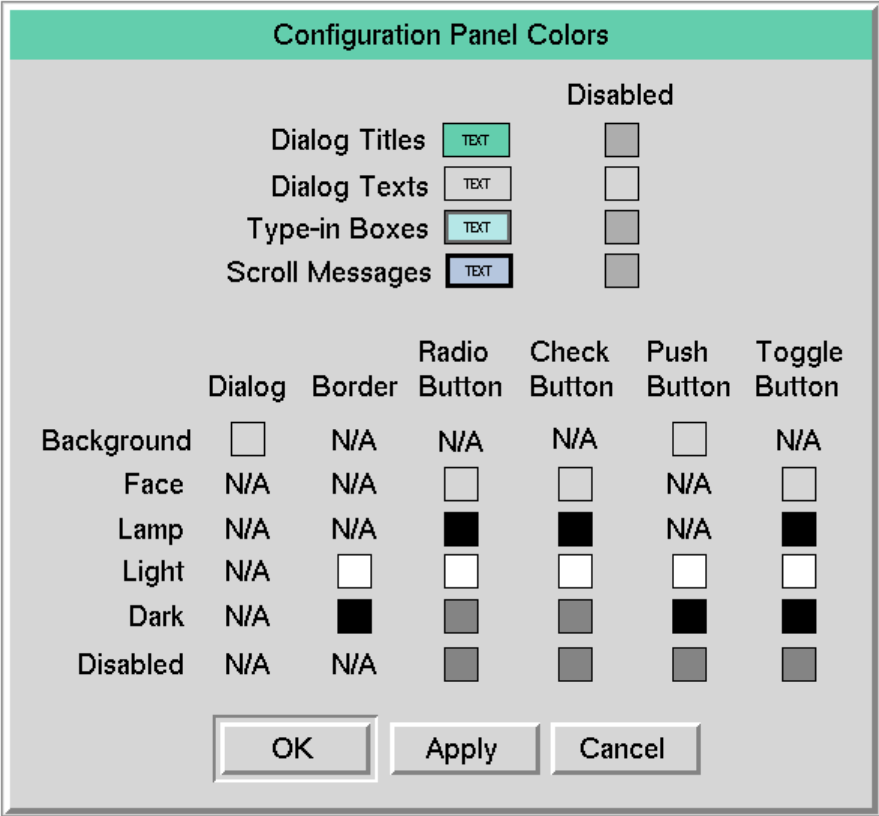 Configuration Panel Colors
Disabled
Dialog Titles TEXT
Dialog Texts TEXT
Type-in Boxes TEXT
Scroll Messages TEXT
Radio Check Push Toggle
Dialog Border Button Button Button Button
Background N/A N/A N/A N/A
Face N/A N/A N/A
Lamp N/A N/A N/A
Light N/A
Dark N/A
Disabled N/A N/A
OK Apply Cancel